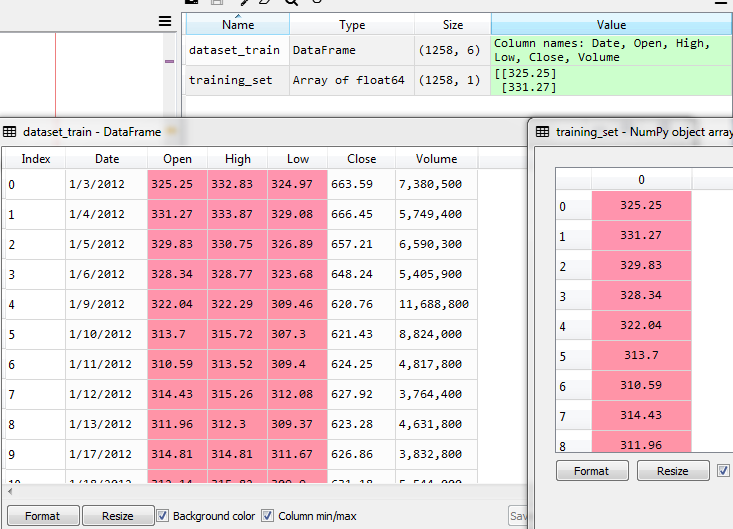 Name Type Size Value
dataset_train DataFrame (1258, 6) Column names: Date, Open, High,
Low, Close, Volume
training_set Array of float64 (1258, 1) [[325.25]
[331.27]
dataset_train - DataFrame
Index Date Open High Low Close Volume
0 1/3/2012 325.25 332.83 324.97 663.59 7,380,500
1 1/4/2012 331.27 333.87 329.08 666.45 5,749,400
2 1/5/2012 329.83 330.75 326.89 657.21 6,590,300
3 1/6/2012 328.34 328.77 323.68 648.24 5,405,900
4 1/9/2012 322.04 322.29 309.46 620.76 11,688,800
5 1/10/2012 313.7 315.72 307.3 621.43 8,824,000
6 1/11/2012 310.59 313.52 309.4 624.25 4,817,800
7 1/12/2012 314.43 315.26 312.08 627.92 3,764,400
8 1/13/2012 311.96 312.3 309.37 623.28 4,631,800
9 1/17/2012 314.81 314.81 311.67 626.86 3,832,800
Format Resize Background color Column min/max Sav
training_set - NumPy object array
0
0 325.25
1 331.27
2 329.83
3 328.34
4 322.04
5 313.7
6 310.59
7 314.43
8 311.96
Format Resize